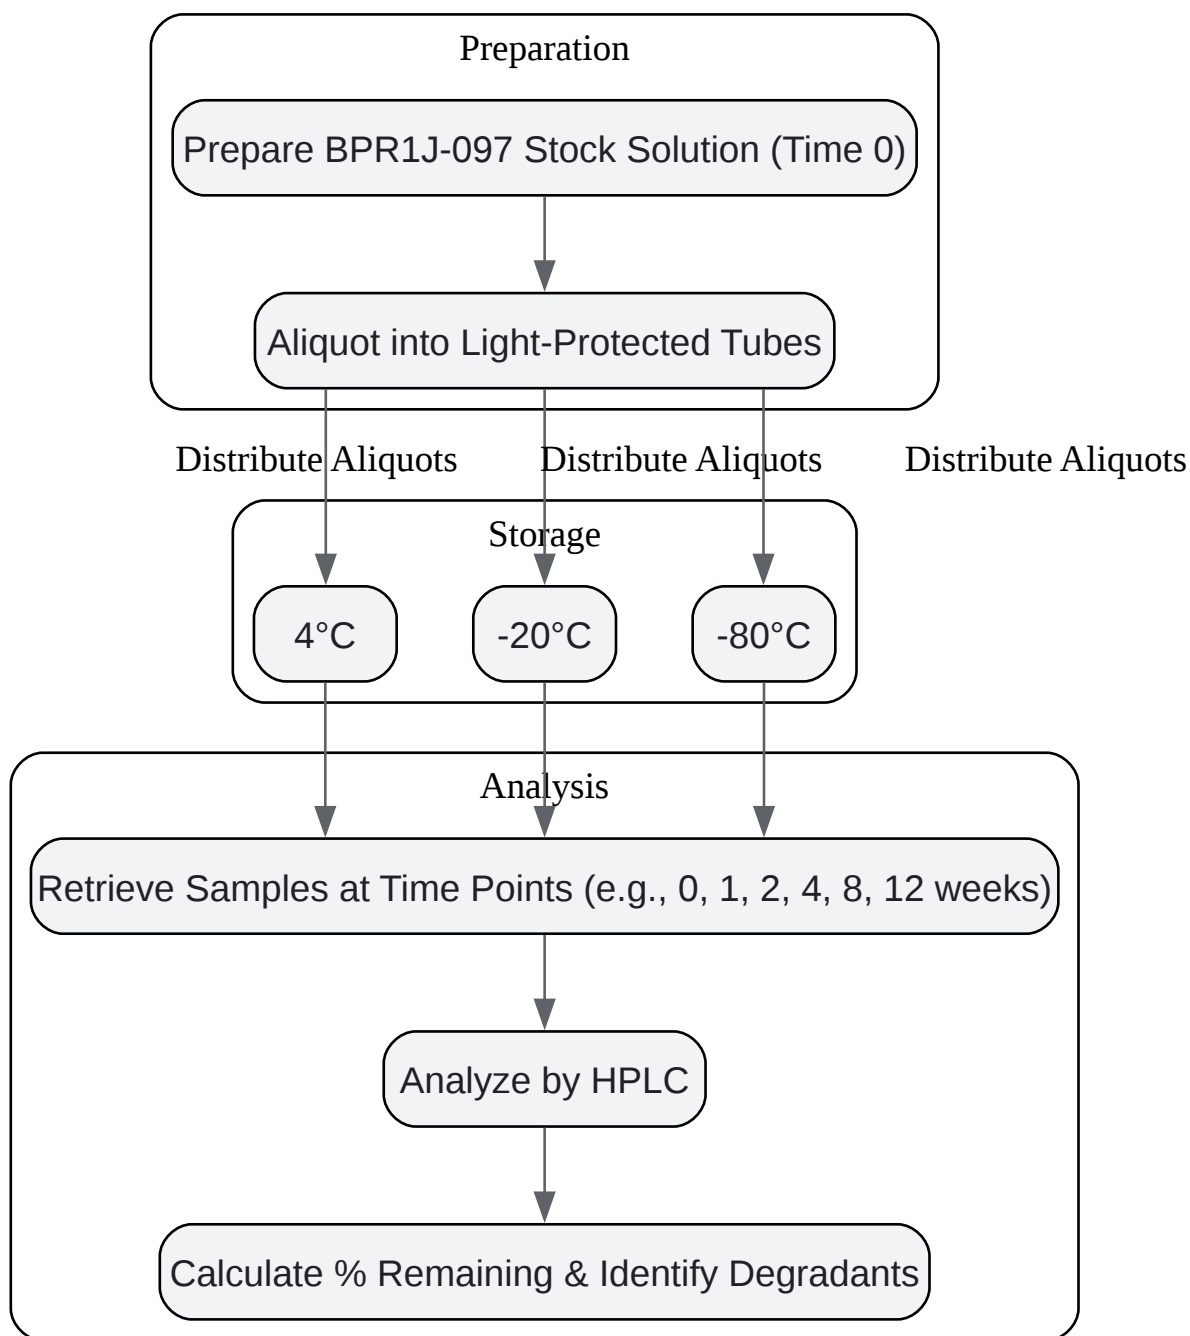 Preparation
Prepare BPR1J-097 Stock Solution (Time 0)
Aliquot into Light-Protected Tubes
Distribute Aliquots
Distribute Aliquots
Distribute Aliquots
Storage
4°C
-20°C
-80°C
Analysis
Retrieve Samples at Time Points (e.g., 0, 1, 2, 4, 8, 12 weeks)
Analyze by HPLC
Calculate % Remaining & Identify Degradants